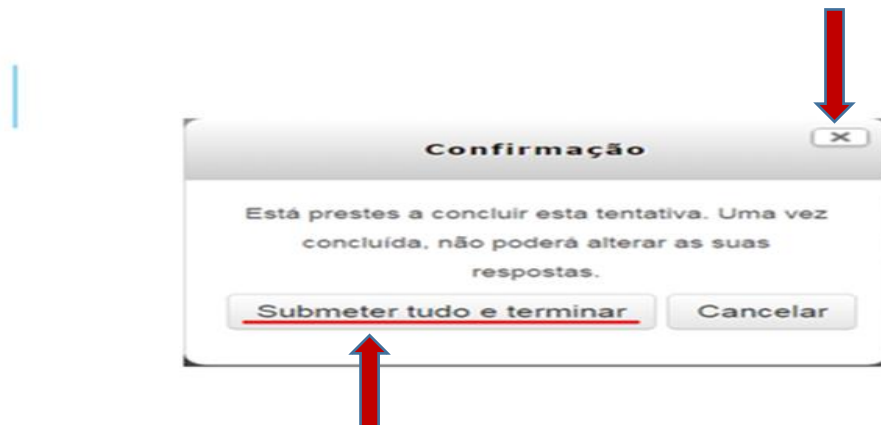 Confirmação
Está prestes a concluir esta tentativa. Uma vez
concluída, não poderá alterar as suas
respostas.
Submeter tudo e terminar
Cancelar